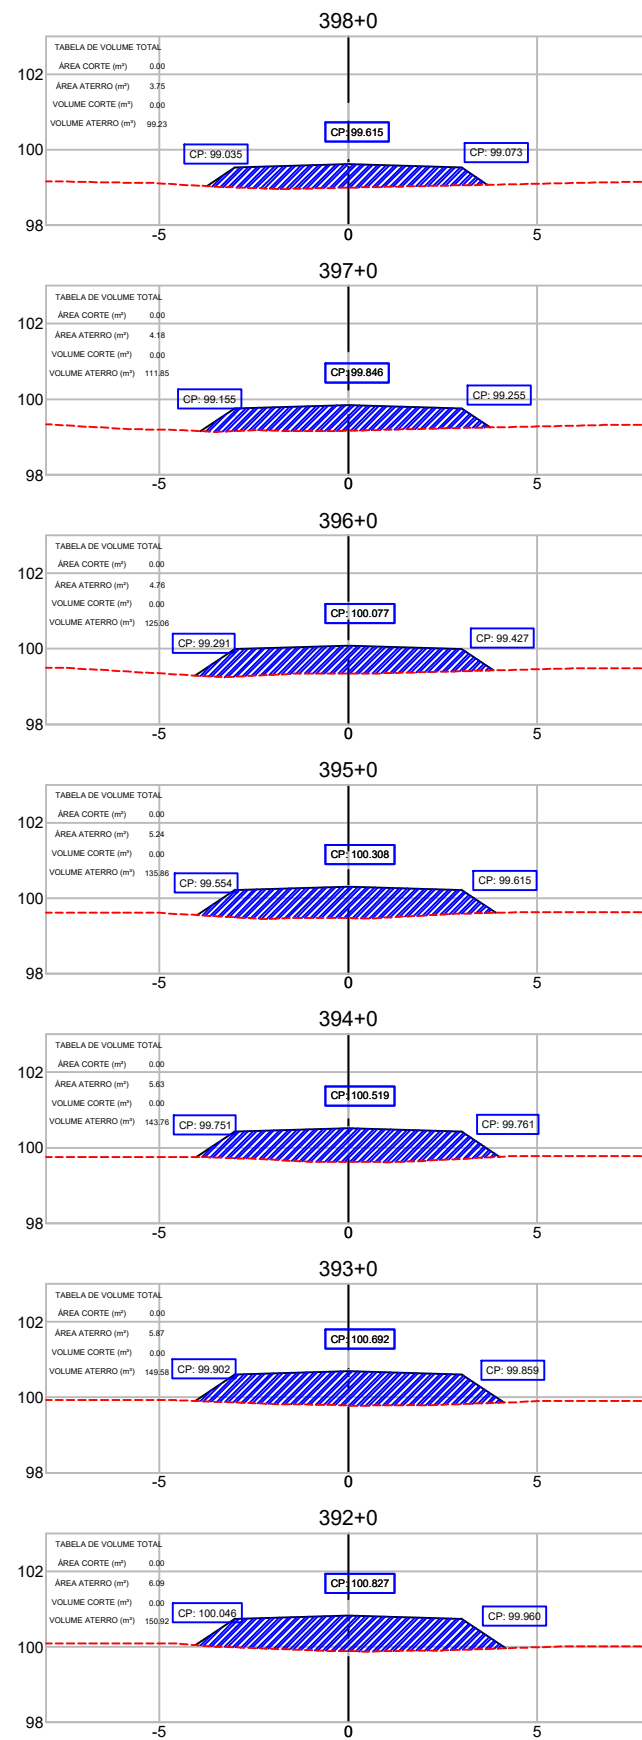 398+0
TABELA DE VOLUME TOTAL
102
ÁREA CORTE (m²) 0.00
ÁREA ATERRO (m²) 3.75
VOLUME CORTE (m³) 0.00
VOLUME ATERRO (m³) 99.23
CP: 99.615
100
CP: 99.035
CP: 99.073
98
-5 0 5
397+0
TABELA DE VOLUME TOTAL
ÁREA CORTE (m²) 0.00
102
ÁREA ATERRO (m²) 4.18
VOLUME CORTE (m³) 0.00
VOLUME ATERRO (m³) 111.85
CP: 99.846
100
CP: 99.155
CP: 99.255
98
-5 0 5
396+0
TABELA DE VOLUME TOTAL
ÁREA CORTE (m²) 0.00
102
ÁREA ATERRO (m²) 4.76
VOLUME CORTE (m³) 0.00
VOLUME ATERRO (m³) 125.06
CP: 100.077
CP: 99.291
CP: 99.427
100
98
-5 0 5
395+0
TABELA DE VOLUME TOTAL
ÁREA CORTE (m²) 0.00
102
ÁREA ATERRO (m²) 5.24
VOLUME CORTE (m³) 0.00
VOLUME ATERRO (m³) 135.86
CP: 100.308
CP: 99.554
CP: 99.615
100
98
-5 0 5
394+0
TABELA DE VOLUME TOTAL
ÁREA CORTE (m²) 0.00
102
ÁREA ATERRO (m²) 5.63
VOLUME CORTE (m³) 0.00
VOLUME ATERRO (m³) 143.76
CP: 100.519
CP: 99.751
CP: 99.761
100
98
-5 0 5
393+0
TABELA DE VOLUME TOTAL
ÁREA CORTE (m²) 0.00
102
ÁREA ATERRO (m²) 5.87
VOLUME CORTE (m³) 0.00
VOLUME ATERRO (m³) 149.58
CP: 100.692
CP: 99.902
CP: 99.859
100
98
-5 0 5
392+0
TABELA DE VOLUME TOTAL
ÁREA CORTE (m²) 0.00
102
ÁREA ATERRO (m²) 6.09
VOLUME CORTE (m³) 0.00
VOLUME ATERRO (m³) 150.92
CP: 100.827
CP: 100.046
CP: 99.960
100
98
-5 0 5